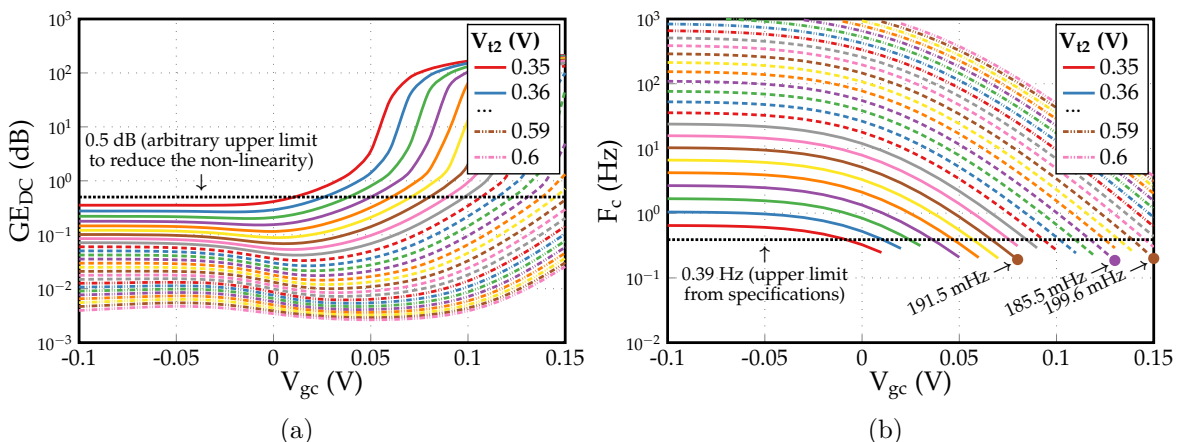 10³
10²
10¹
10⁰
10⁻¹
10⁻²
10⁻³
GE_DC (dB)
V_t2 (V)
0.35
0.36
...
0.59
0.6
0.5 dB (arbitrary upper limit
to reduce the non-linearity)
↓
-0.1
-0.05
0
0.05
0.1
0.15
V_gc (V)
(a)
10³
10²
10¹
10⁰
10⁻¹
10⁻²
F_c (Hz)
V_t2 (V)
0.35
0.36
...
0.59
0.6
↑
0.39 Hz (upper limit
from specifications)
191.5 mHz →
185.5 mHz →
199.6 mHz →
-0.1
-0.05
0
0.05
0.1
0.15
V_gc (V)
(b)